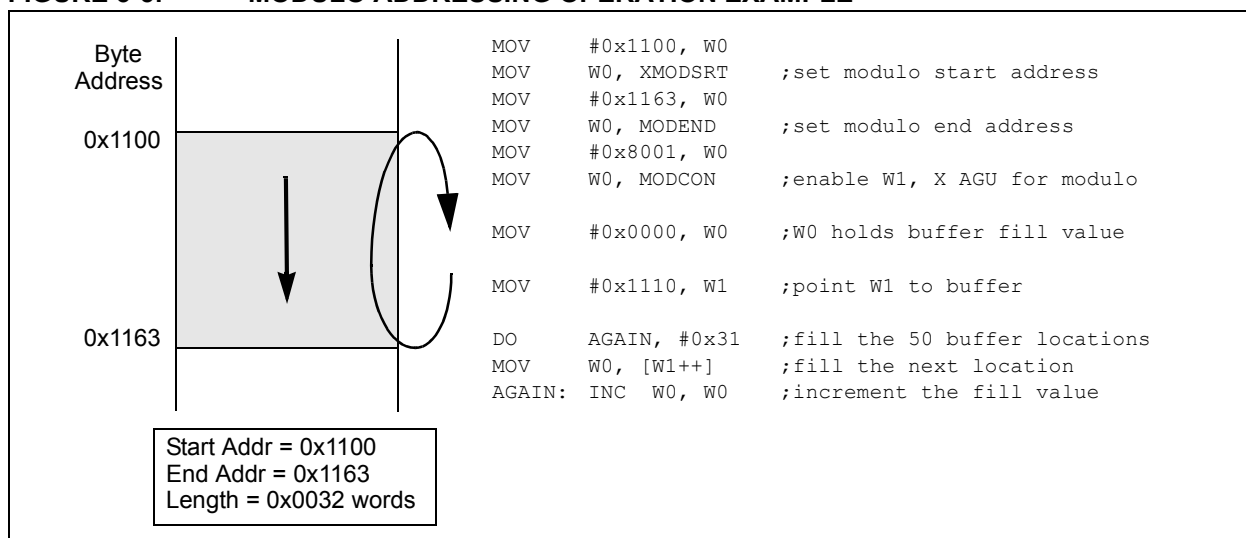 FIGURE MODULO ADDRESSING OPERATION EXAMPLE
Byte
Address
0x1100
0x1163
MOV #0x1100, W0
MOV W0, XMODSRT ;set modulo start address
MOV #0x1163, W0
MOV W0, MODEND ;set modulo end address
MOV #0x8001, W0
MOV W0, MODCON ;enable W1, X AGU for modulo
MOV #0x0000, W0 ;W0 holds buffer fill value
MOV #0x1110, W1 ;point W1 to buffer
DO AGAIN, #0x31 ;fill the 50 buffer locations
MOV W0, [W1++] ;fill the next location
AGAIN: INC W0, W0 ;increment the fill value
Start Addr = 0x1100
End Addr = 0x1163
Length = 0x0032 words